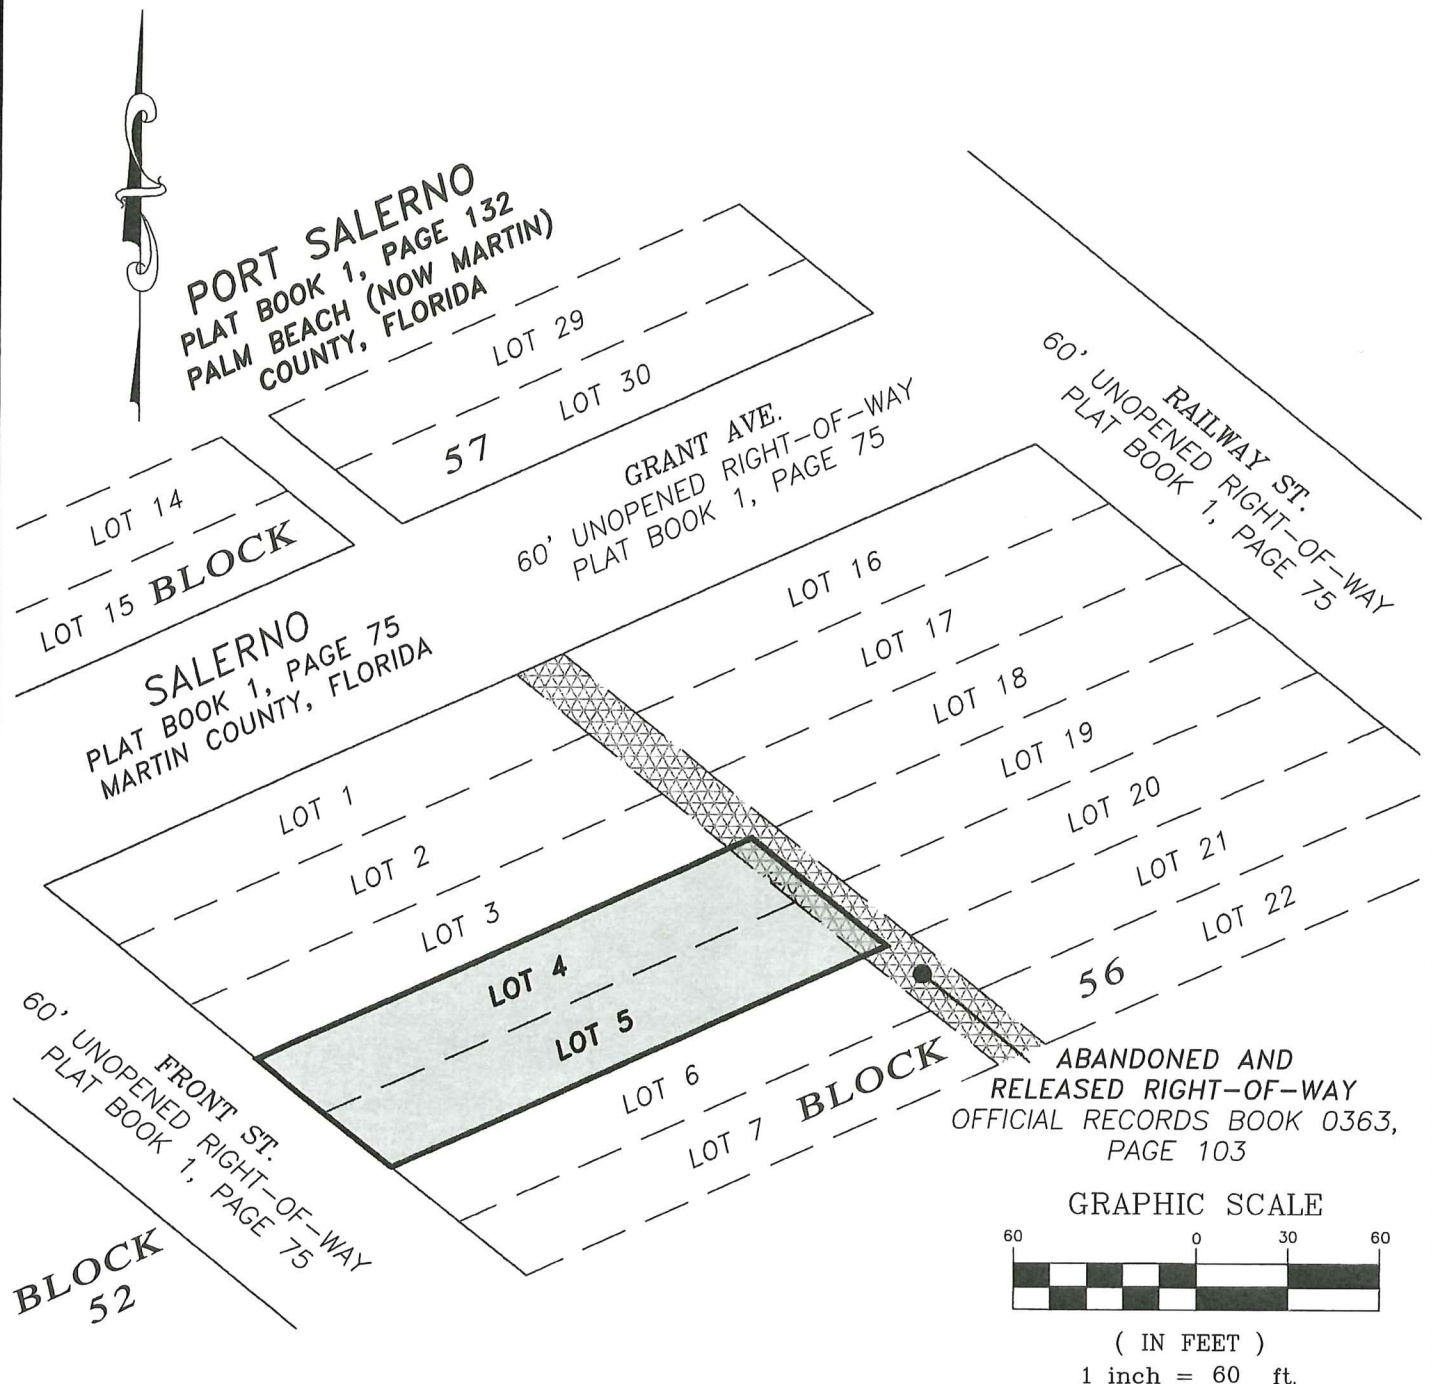 PORT SALERNO
PLAT BOOK 1, PAGE 132
PALM BEACH (NOW MARTIN)
COUNTY, FLORIDA
LOT 29
LOT 30
57
LOT 14
LOT 15 BLOCK
GRANT AVE.
60' UNOPENED RIGHT-OF-WAY
PLAT BOOK 1, PAGE 75
RAILWAY ST.
60' UNOPENED RIGHT-OF-WAY
PLAT BOOK 1, PAGE 75
SALERNO
PLAT BOOK 1, PAGE 75
MARTIN COUNTY, FLORIDA
LOT 16
LOT 17
LOT 18
LOT 19
LOT 20
LOT 21
LOT 22
LOT 1
LOT 2
LOT 3
LOT 4
LOT 5
LOT 6
LOT 7
BLOCK
56
FRONT ST.
60' UNOPENED RIGHT-OF-WAY
PLAT BOOK 1, PAGE 75
BLOCK
52
ABANDONED AND
RELEASED RIGHT-OF-WAY
OFFICIAL RECORDS BOOK 0363,
PAGE 103
GRAPHIC SCALE
60 0 30 60
( IN FEET )
1 inch = 60 ft.